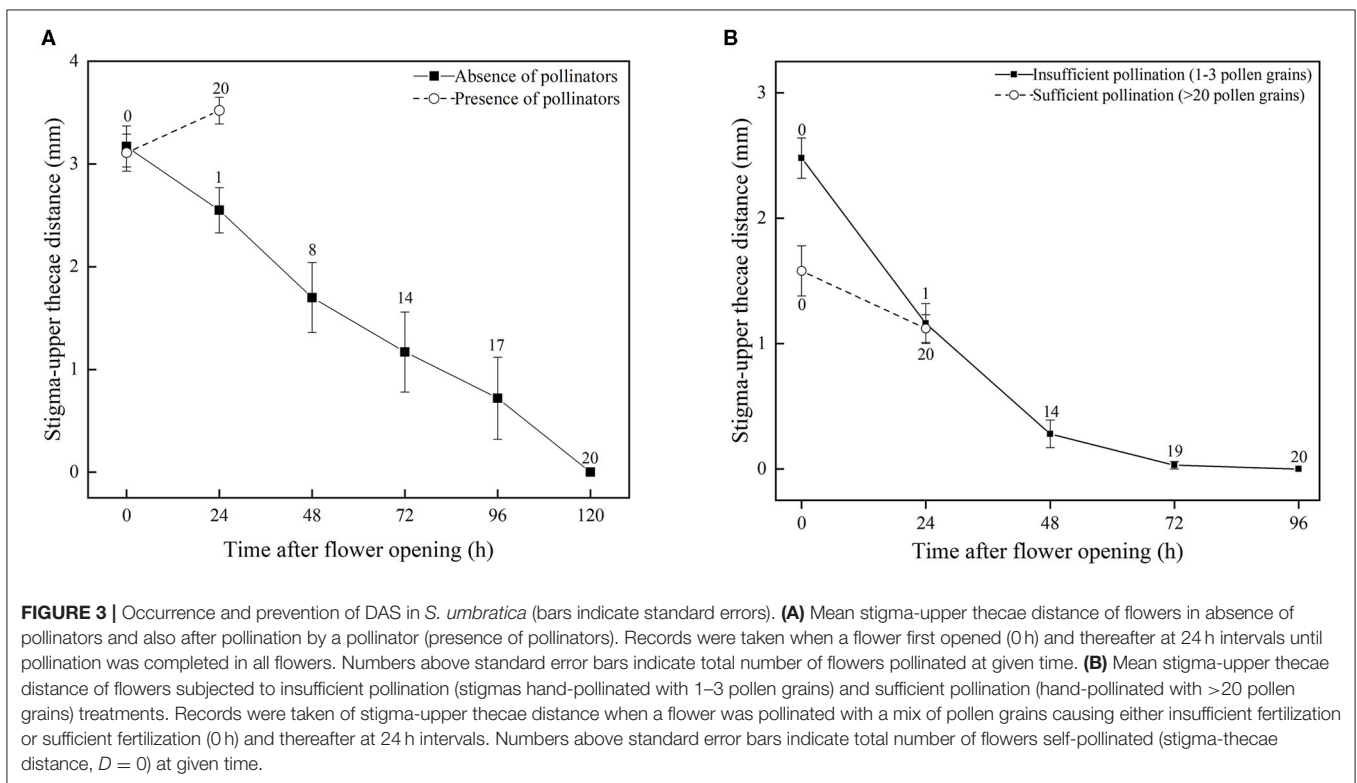 A
Absence of pollinators
Presence of pollinators
Stigma-upper thecae distance (mm)
4
3
2
1
0
0
20
1
8
14
17
20
0
24
48
72
96
120
Time after flower opening (h)
B
Insufficient pollination (1-3 pollen grains)
Sufficient pollination (>20 pollen grains)
Stigma-upper thecae distance (mm)
3
2
1
0
0
0
1
20
14
19
20
0
24
48
72
96
Time after flower opening (h)
FIGURE 3 | Occurrence and prevention of DAS in S. umbratica (bars indicate standard errors). (A) Mean stigma-upper thecae distance of flowers in absence of
pollinators and also after pollination by a pollinator (presence of pollinators). Records were taken when a flower first opened (0 h) and thereafter at 24 h intervals until
pollination was completed in all flowers. Numbers above standard error bars indicate total number of flowers pollinated at given time. (B) Mean stigma-upper thecae
distance of flowers subjected to insufficient pollination (stigmas hand-pollinated with 1–3 pollen grains) and sufficient pollination (hand-pollinated with >20 pollen
grains) treatments. Records were taken of stigma-upper thecae distance when a flower was pollinated with a mix of pollen grains causing either insufficient fertilization
or sufficient fertilization (0 h) and thereafter at 24 h intervals. Numbers above standard error bars indicate total number of flowers self-pollinated (stigma-thecae
distance, D = 0) at given time.